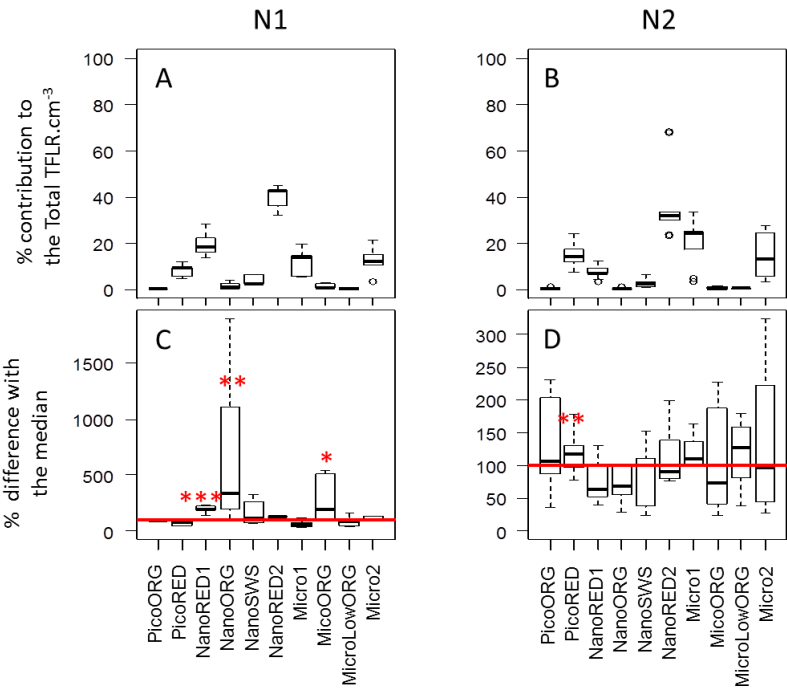 N1
N2
% contribution to
the Total TFLR.cm-3
100
80
60
40
20
0
A
100
80
60
40
20
0
B
% difference with
the median
1500
1000
500
0
C
**
***
*
300
250
200
150
100
50
0
D
**
PicoORG
PicoRED
NanoRED1
NanoORG
NanoSWS
NanoRED2
Micro1
MicoORG
MicroLowORG
Micro2
PicoORG
PicoRED
NanoRED1
NanoORG
NanoSWS
NanoRED2
Micro1
MicoORG
MicroLowORG
Micro2